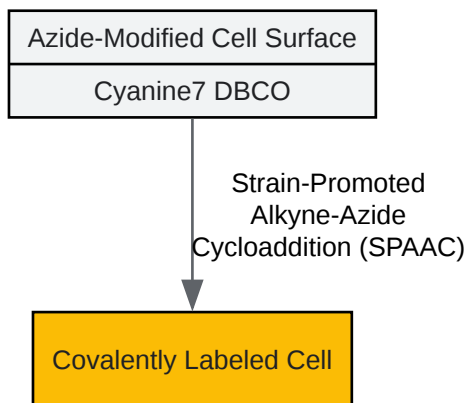 Azide-Modified Cell Surface
Cyanine7 DBCO
Strain-Promoted
Alkyne-Azide
Cycloaddition (SPAAC)
Covalently Labeled Cell